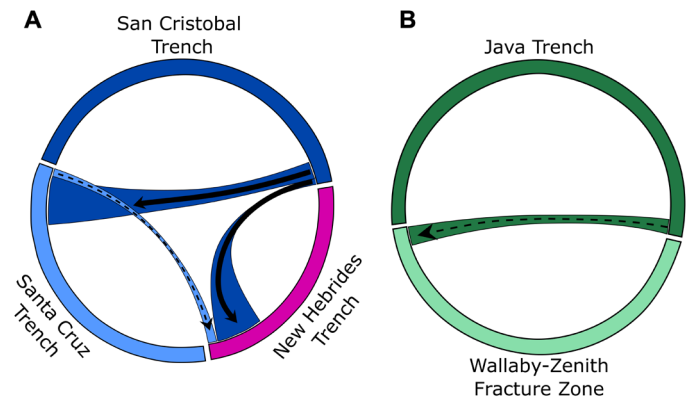 A
San Cristobal
Trench
Santa Cruz
Trench
New Hebrides
Trench
B
Java Trench
Wallaby-Zenith
Fracture Zone